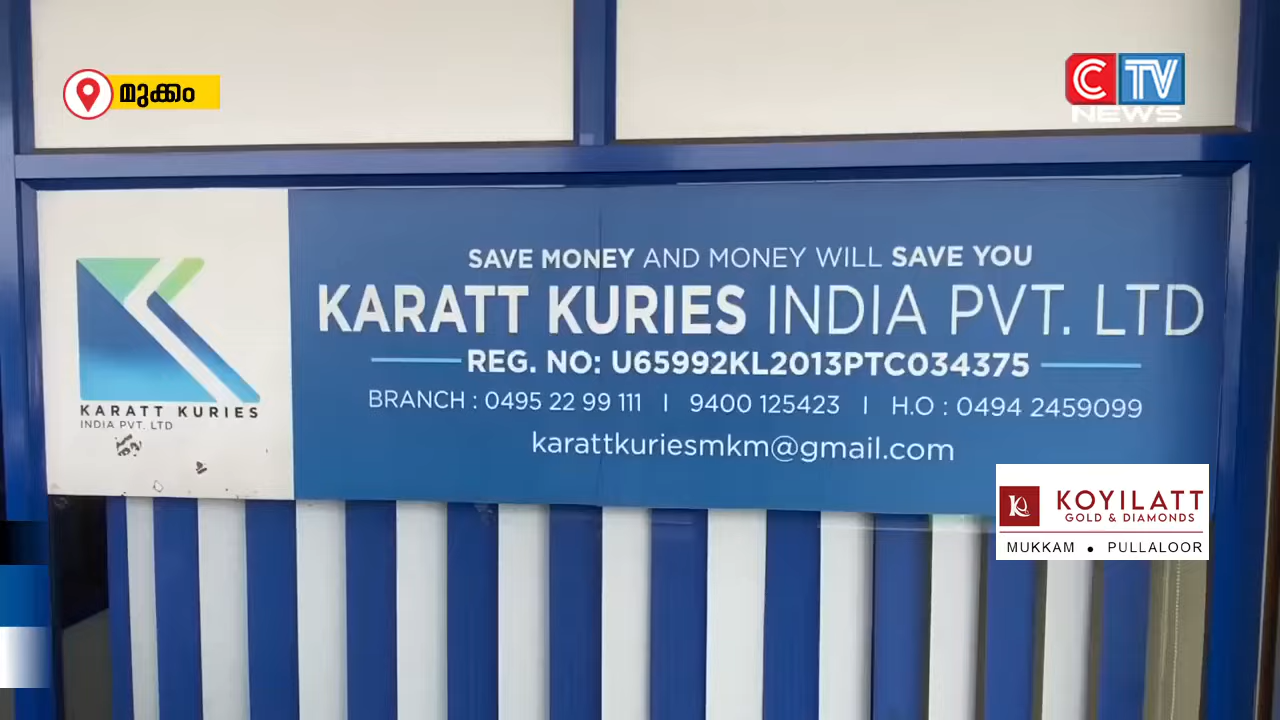 മുക്കം
CTV
NEWS
SAVE MONEY AND MONEY WILL SAVE YOU
KARATT KURIES INDIA PVT. LTD
REG. NO: U65992KL2013PTC034375
BRANCH : 0495 22 99 111 I 9400 125423 I H.O : 0494 2459099
karattkuriesmkm@gmail.com
KARATT KURIES
INDIA PVT. LTD
KOYILATT
GOLD & DIAMONDS
MUKKAM ● PULLALOOR